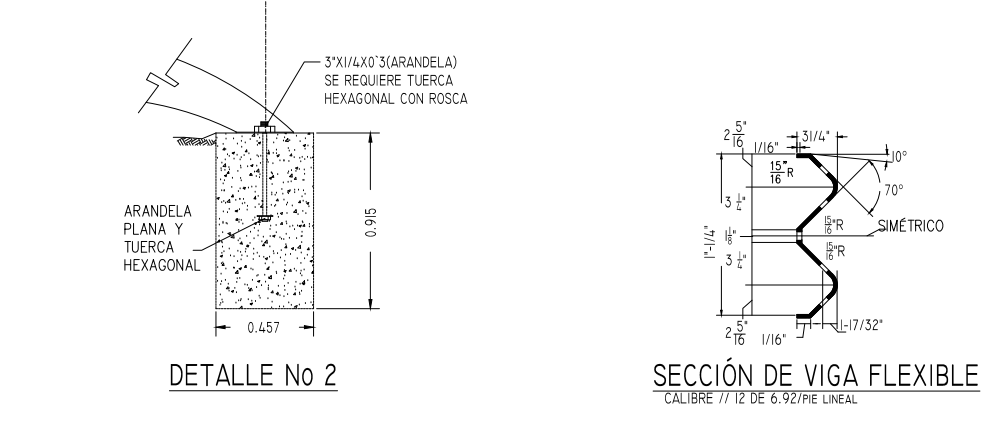 3"X1/4X0`3(ARANDELA)
SE REQUIERE TUERCA
HEXAGONAL CON ROSCA
ARANDELA
PLANA Y
TUERCA
HEXAGONAL
0.915
0.457
DETALLE No 2
2 5/16"
1/16"
31/4"
10°
15/16"R
70°
3 1/4"
15/16"R
SIMÉTRICO
1"-1/4"
1 1/8"
15/16"R
3 1/4"
2 5/16"
1/16"
1-17/32"
SECCIÓN DE VIGA FLEXIBLE
CALIBRE // 12 DE 6.92/PIE LINEAL